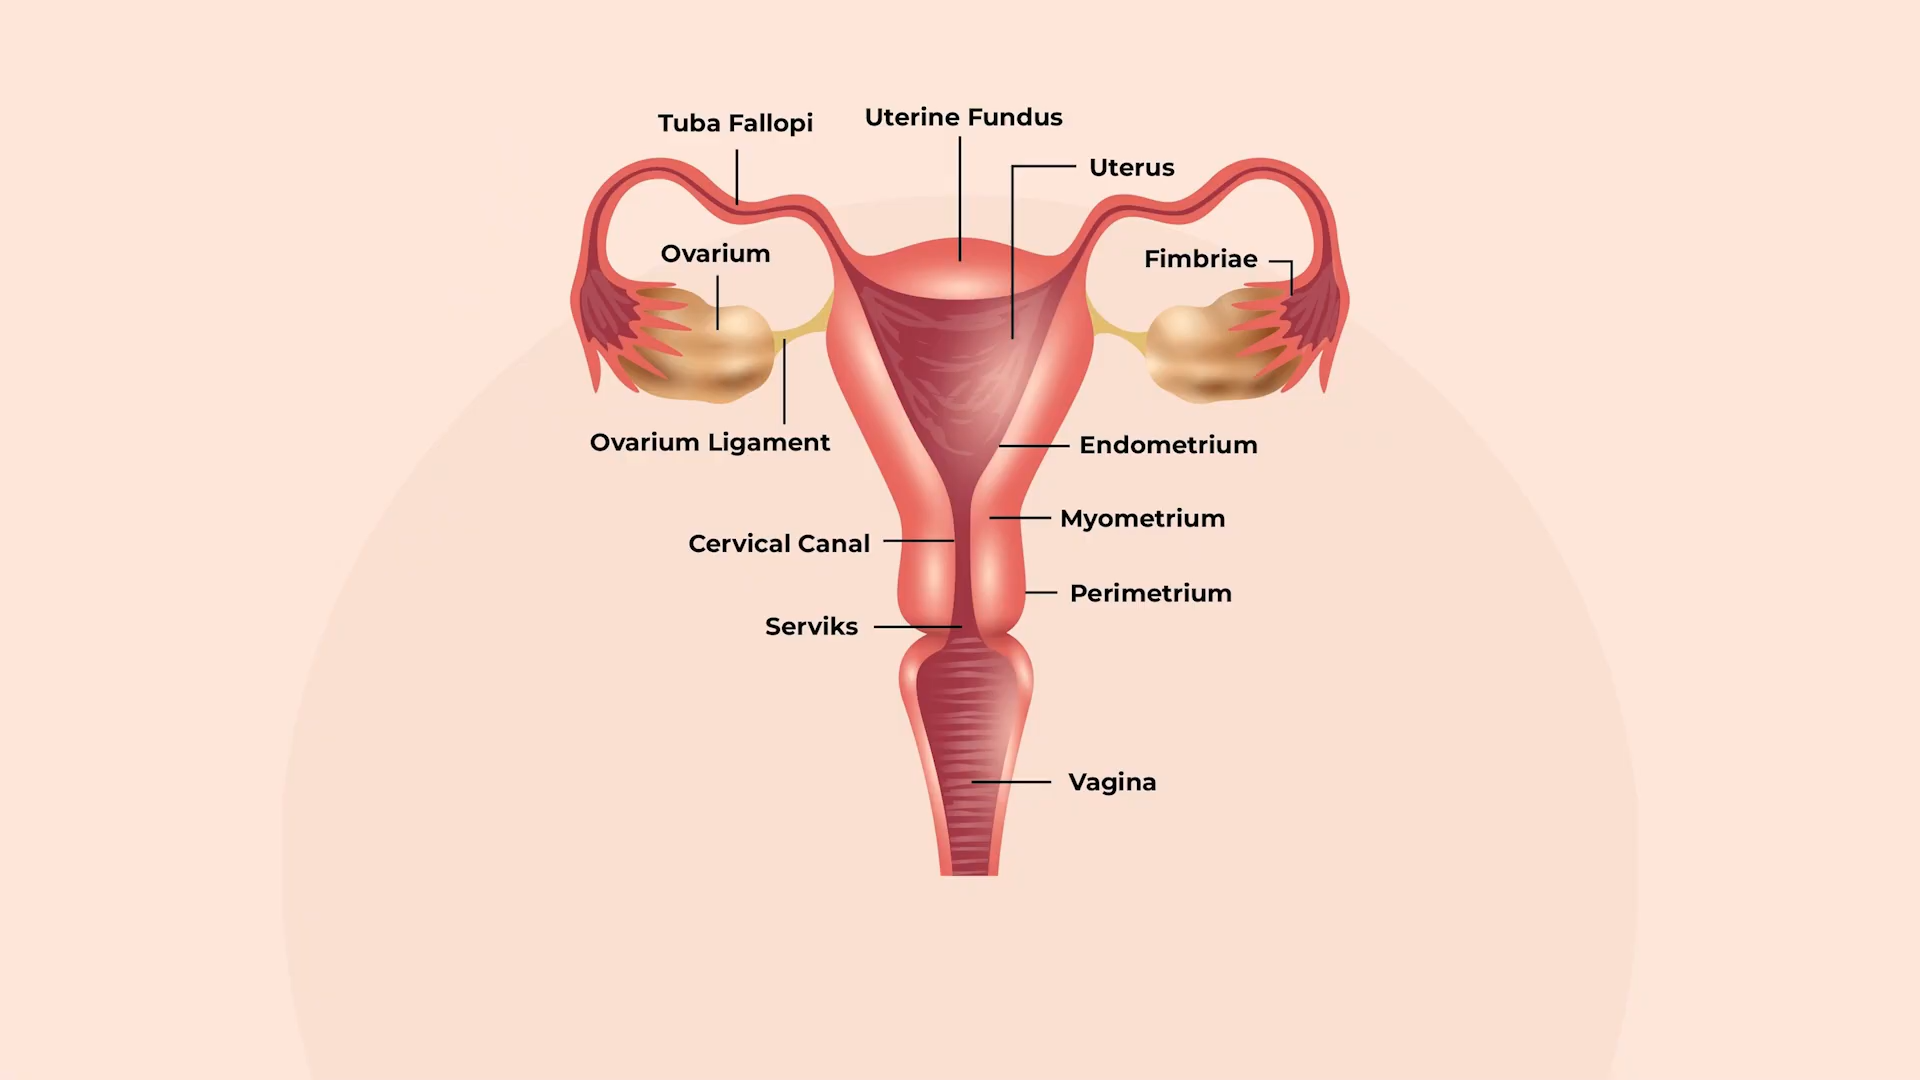 Tuba Fallopi
Uterine Fundus
Uterus
Ovarium
Fimbriae
Ovarium Ligament
Endometrium
Myometrium
Cervical Canal
Perimetrium
Serviks
Vagina